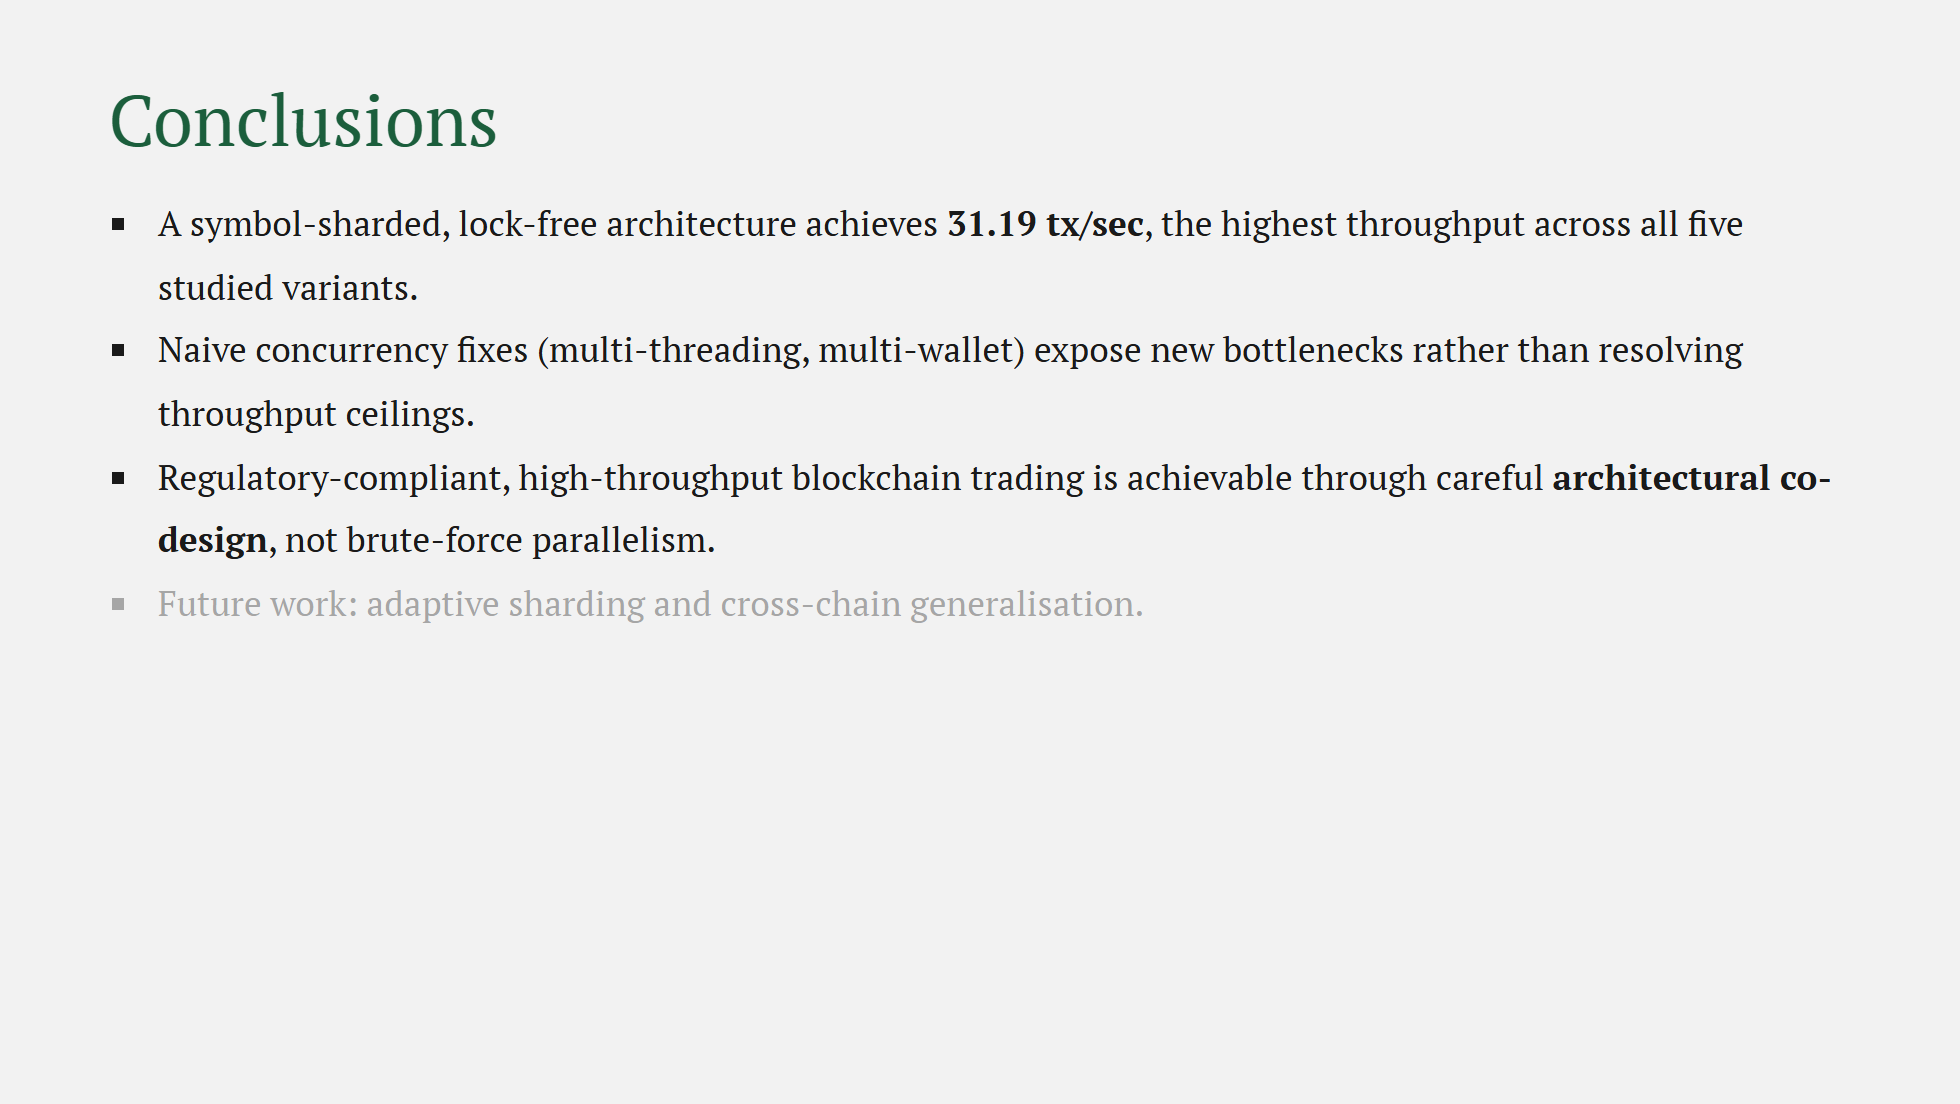 Conclusions
▪ A symbol-sharded, lock-free architecture achieves 31.19 tx/sec, the highest throughput across all five
studied variants.
▪ Naive concurrency fixes (multi-threading, multi-wallet) expose new bottlenecks rather than resolving
throughput ceilings.
▪ Regulatory-compliant, high-throughput blockchain trading is achievable through careful architectural co-
design, not brute-force parallelism.
▪ Future work: adaptive sharding and cross-chain generalisation.